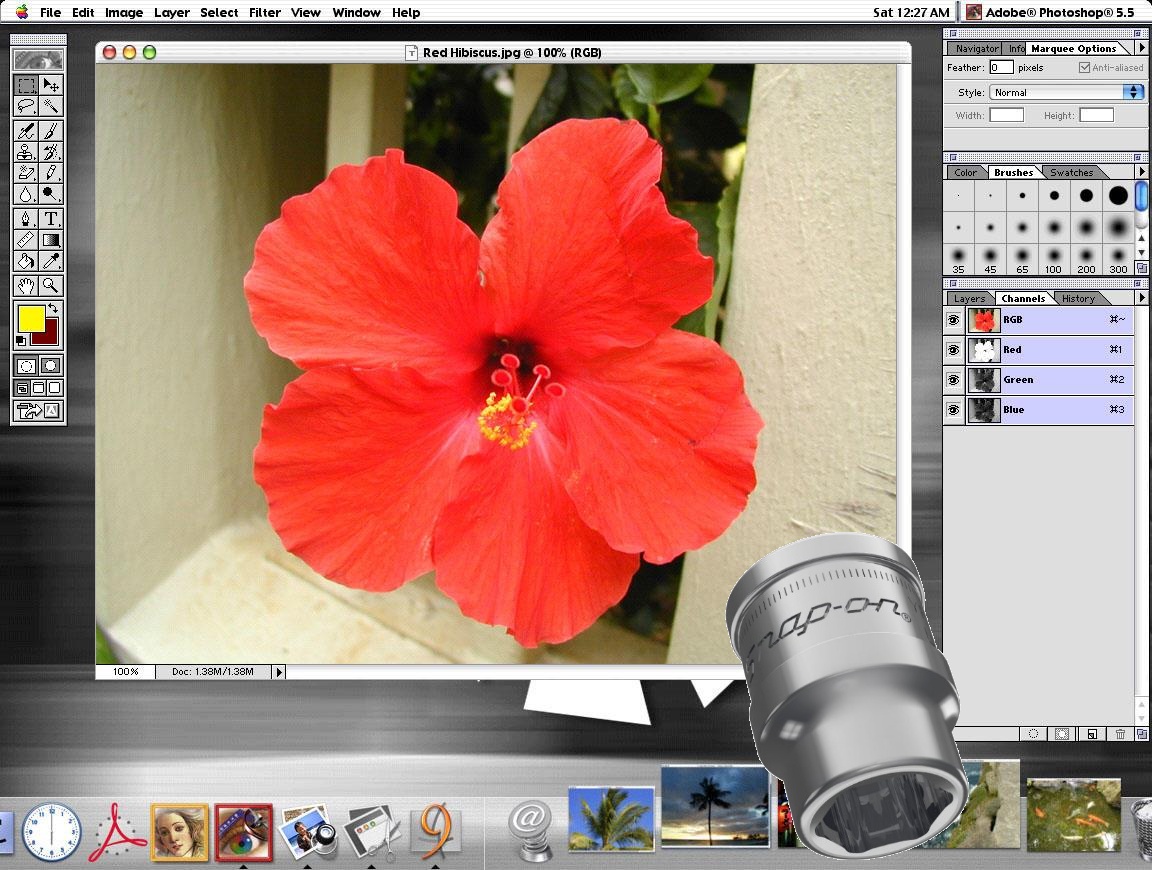 File Edit Image Layer Select Filter View Window Help
Sat 12:27 AM
Adobe® Photoshop® 5.5
Red Hibiscus.jpg @ 100% (RGB)
Navigator Info Marquee Options
Feather: 0 pixels
Anti-aliased
Style: Normal
Width:
Height:
Color Brushes Swatches
35 45 65 100 200 300
Layers Channels History
RGB ⌘~
Red ⌘1
Green ⌘2
Blue ⌘3
T
100%
Doc: 1.38M/1.38M
Snap-on®
9
@